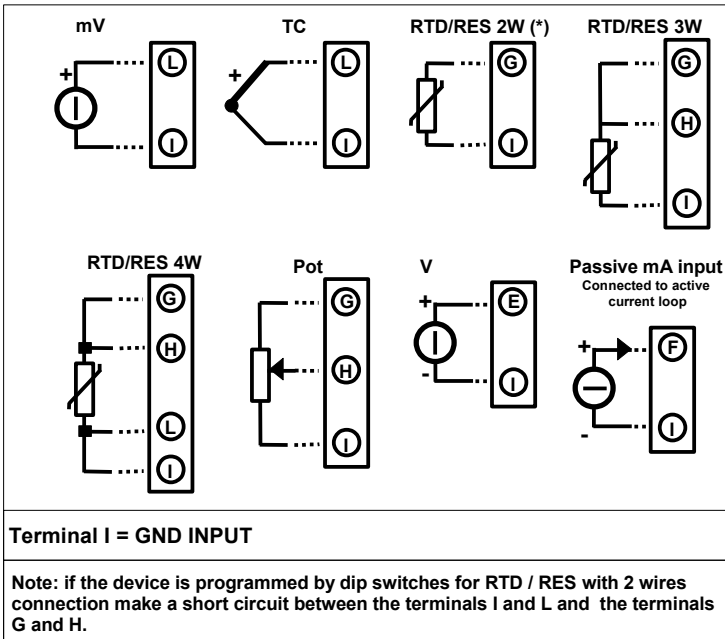 mV
TC
RTD/RES 2W (*)
RTD/RES 3W
+
L
I
+
L
I
G
I
G
H
I
RTD/RES 4W
Pot
V
Passive mA input
Connected to active
current loop
G
H
L
I
G
H
I
+
-
E
I
+
-
F
I
Terminal I = GND INPUT
Note: if the device is programmed by dip switches for RTD / RES with 2 wires
connection make a short circuit between the terminals I and L and the terminals
G and H.